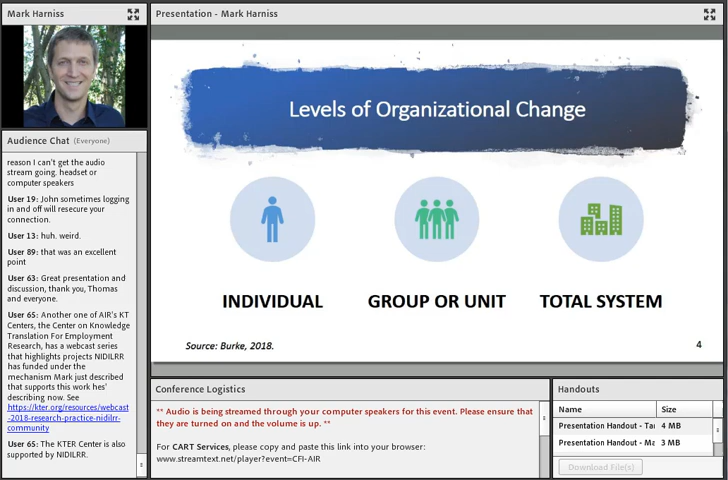 Mark Harniss
Audience Chat (Everyone)
reason I can't get the audio
stream going. headset or
computer speakers
User 19: John sometimes logging
in and off will resecure your
connection.
User 13: huh. weird.
User 89: that was an excellent
point
User 63: Great presentation and
discussion, thank you, Thomas
and everyone.
User 65: Another one of AIR's KT
Centers, the Center on Knowledge
Translation For Employment
Research, has a webcast series
that highlights projects NIDILRR
has funded under the
mechanism Mark just described
that supports this work hes'
describing now. See
https://kter.org/resources/webcast
-2018-research-practice-nidilrr-
community
User 65: The KTER Center is also
supported by NIDILRR.
Presentation - Mark Harniss
Levels of Organizational Change
INDIVIDUAL
GROUP OR UNIT
TOTAL SYSTEM
Source: Burke, 2018.
4
Conference Logistics
** Audio is being streamed through your computer speakers for this event. Please ensure that
they are turned on and the volume is up. **
For CART Services, please copy and paste this link into your browser:
www.streamtext.net/player?event=CFI-AIR
Handouts
Name Size
Presentation Handout - Ta 4 MB
Presentation Handout - Ma 3 MB
Download File(s)